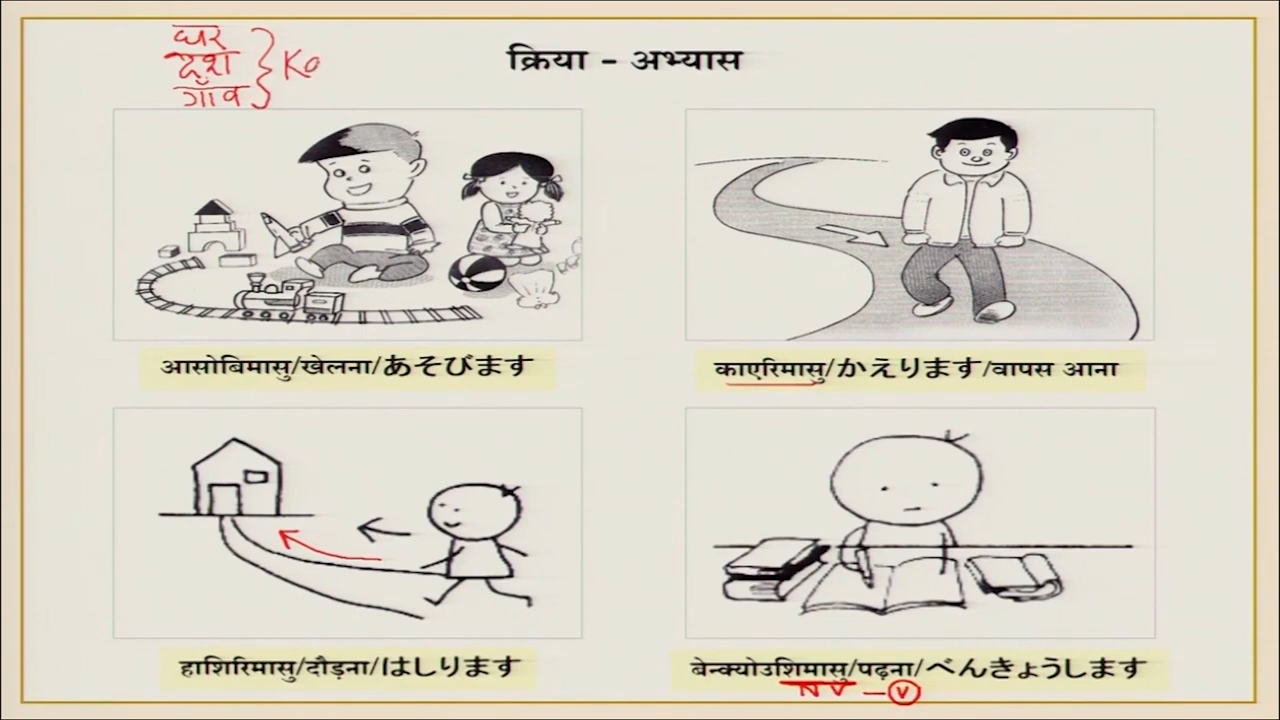 घर
देश
गाँव
Ka
क्रिया - अभ्यास
आसोबिमासु/खेलना/あそびます
काएरिमासु/かえります/वापस आना
हाशिरिमासु/दौड़ना/はしります
बेन्क्योउशिमासु/पढ़ना/べんきょうします
NV - V